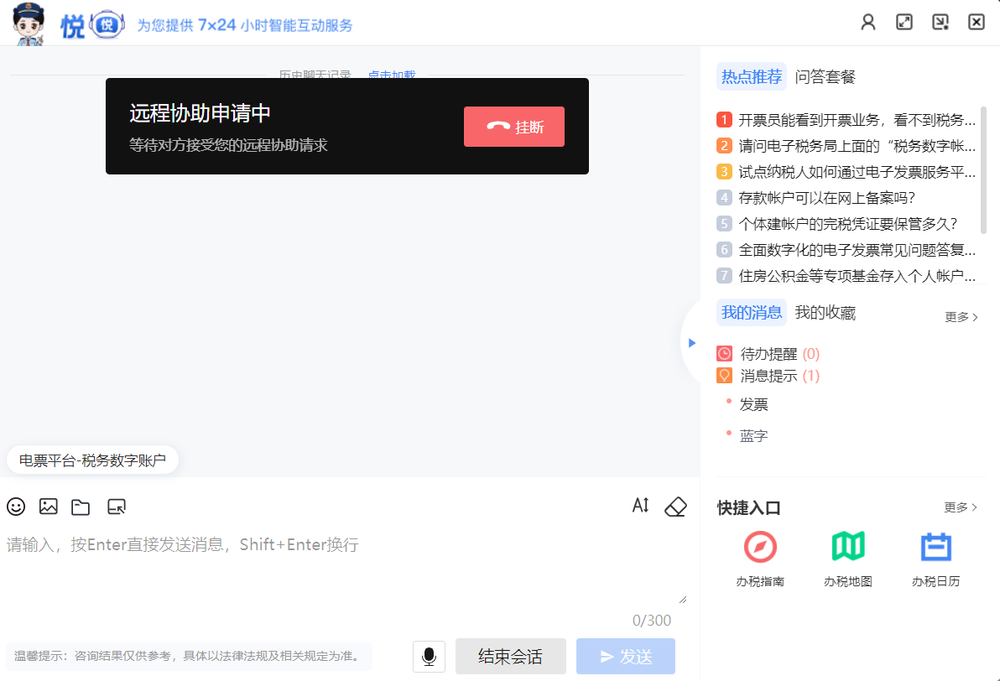 悦 悦
为您提供 7×24 小时智能互动服务
历史聊天记录 点击加载
远程协助申请中
等待对方接受您的远程协助请求
挂断
电票平台-税务数字账户
请输入，按Enter直接发送消息，Shift+Enter换行
0/300
温馨提示：咨询结果仅供参考，具体以法律法规及相关规定为准。
结束会话
发送
热点推荐 问答套餐
1 开票员能看到开票业务，看不到税务...
2 请问电子税务局上面的“税务数字帐...
3 试点纳税人如何通过电子发票服务平...
4 存款帐户可以在网上备案吗？
5 个体建帐户的完税凭证要保管多久？
6 全面数字化的电子发票常见问题答复...
7 住房公积金等专项基金存入个人帐户...
我的消息 我的收藏 更多
待办提醒 (0)
消息提示 (1)
发票
蓝字
快捷入口 更多
办税指南 办税地图 办税日历